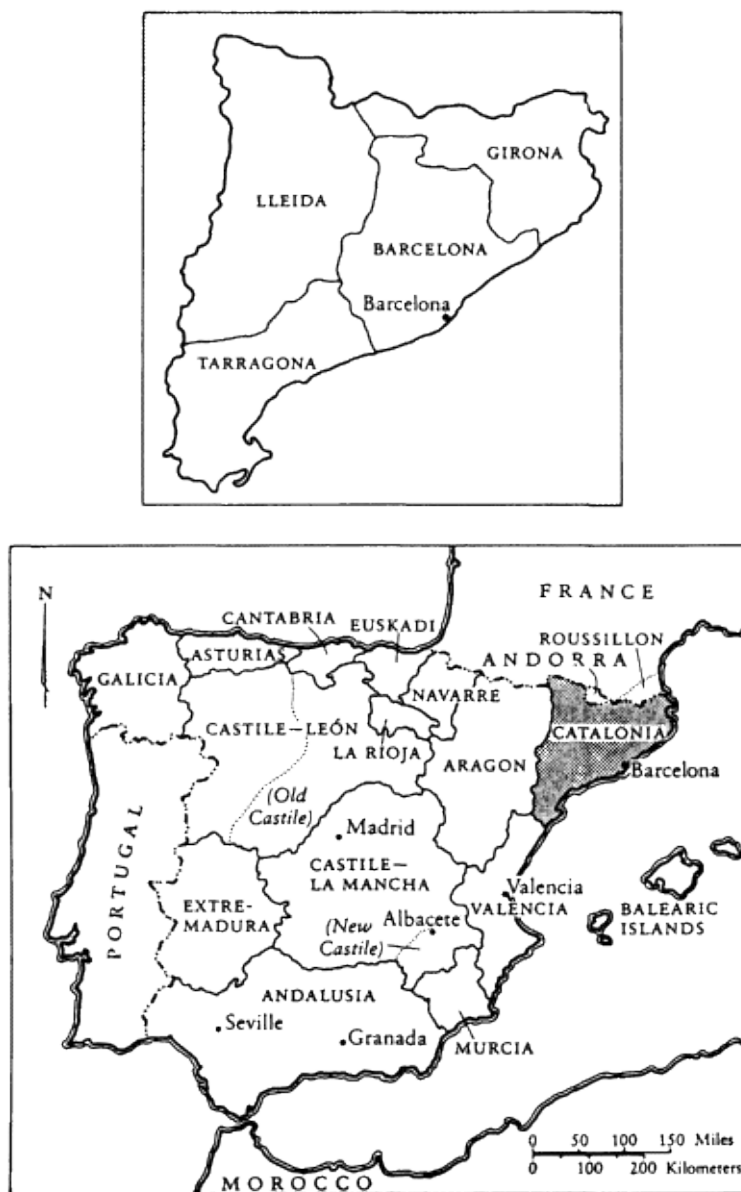 GIRONA
LLEIDA
BARCELONA
Barcelona
TARRAGONA
N
FRANCE
CANTABRIA
EUSKADI
ROUSSILLON
ASTURIA
ANDORRA
GALICIA
NAVARRE
CASTILE–LEÓN
CATALONIA
LA RIOJA
ARAGON
Barcelona
(Old
Castile)
Madrid
PORTUGAL
CASTILE–
LA MANCHA
EXTRE-
MADURA
Valencia
VALENCIA
BALEARIC
ISLANDS
(New
Castile)
Albacete
ANDALUSIA
Seville
Granada
MURCIA
0 50 100 150 Miles
0 100 200 Kilometers
MOROCCO